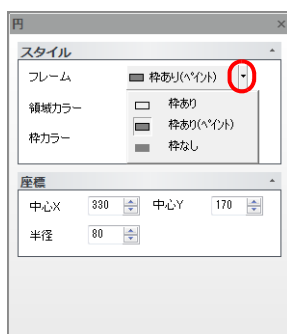 円
スタイル
フレーム 枠あり(ペイント)
領域カラー 枠あり
枠あり(ペイント)
枠カラー
枠なし
座標
中心X 330 中心Y 170
半径 80